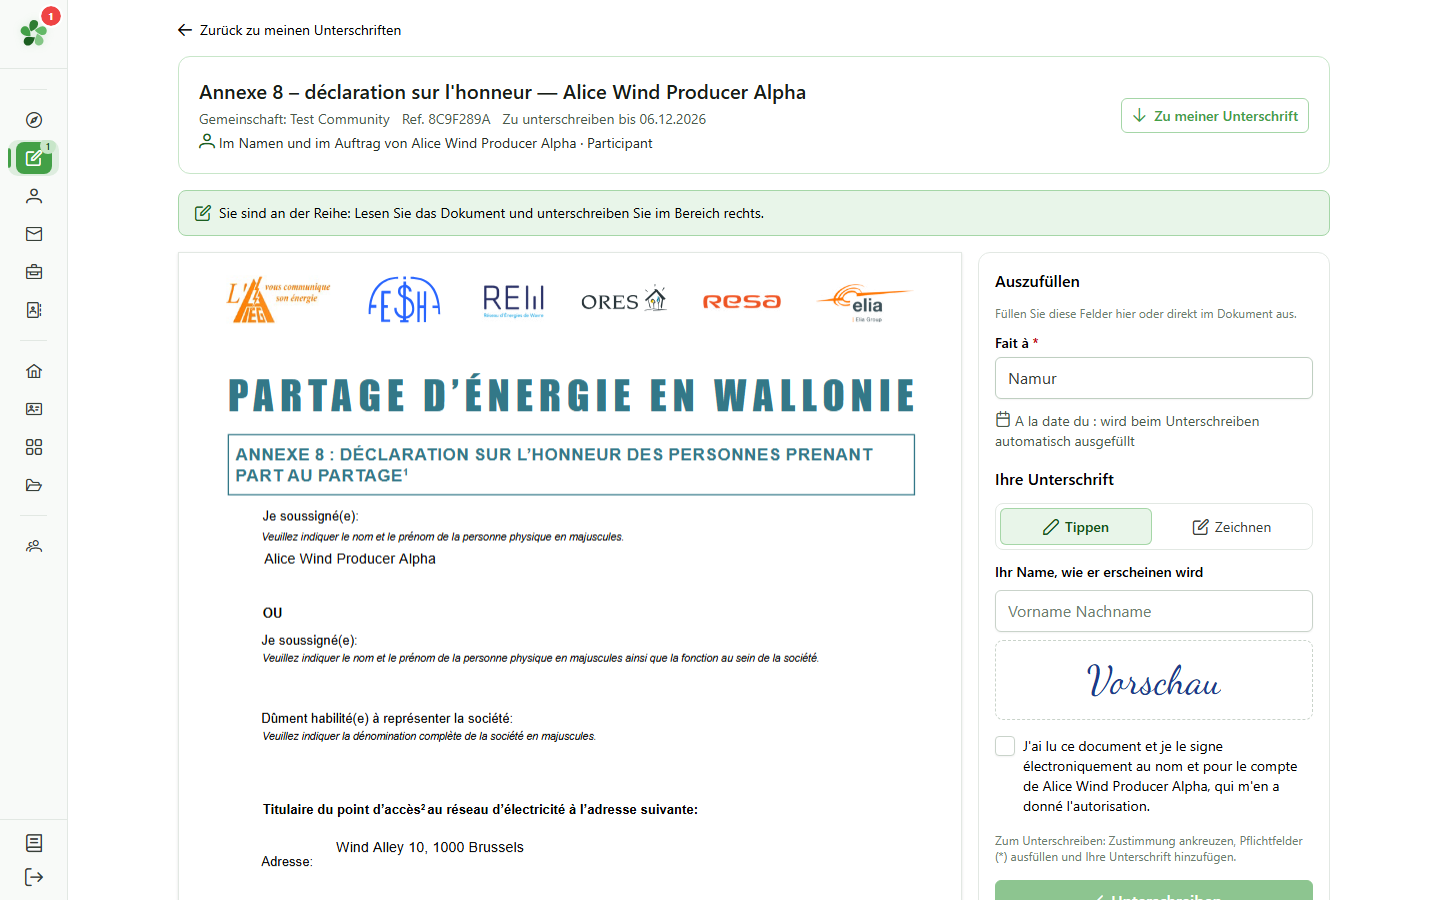 1
Zurück zu meinen Unterschriften
Annexe 8 – déclaration sur l'honneur — Alice Wind Producer Alpha
Gemeinschaft: Test Community Ref. 8C9F289A Zu unterschreiben bis 06.12.2026
Im Namen und im Auftrag von Alice Wind Producer Alpha · Participant
Zu meiner Unterschrift
1
Sie sind an der Reihe: Lesen Sie das Dokument und unterschreiben Sie im Bereich rechts.
vous communique
son énergie
FESHA
REW
Réseau d'Énergies de Wavre
ORES
resa
elia
Elia Group
PARTAGE D'ÉNERGIE EN WALLONIE
ANNEXE 8 : DÉCLARATION SUR L'HONNEUR DES PERSONNES PRENANT
PART AU PARTAGE¹
Je soussigné(e):
Veuillez indiquer le nom et le prénom de la personne physique en majuscules.
Alice Wind Producer Alpha
OU
Je soussigné(e):
Veuillez indiquer le nom et le prénom de la personne physique en majuscules ainsi que la fonction au sein de la société.
Dûment habilité(e) à représenter la société:
Veuillez indiquer la dénomination complète de la société en majuscules.
Titulaire du point d'accès² au réseau d'électricité à l'adresse suivante:
Wind Alley 10, 1000 Brussels
Adresse:
Auszufüllen
Füllen Sie diese Felder hier oder direkt im Dokument aus.
Fait à *
Namur
A la date du : wird beim Unterschreiben
automatisch ausgefüllt
Ihre Unterschrift
Tippen
Zeichnen
Ihr Name, wie er erscheinen wird
Vorname Nachname
Vorschau
J'ai lu ce document et je le signe
électroniquement au nom et pour le compte
de Alice Wind Producer Alpha, qui m'en a
donné l'autorisation.
Zum Unterschreiben: Zustimmung ankreuzen, Pflichtfelder
(*) ausfüllen und Ihre Unterschrift hinzufügen.
Unterschreiben